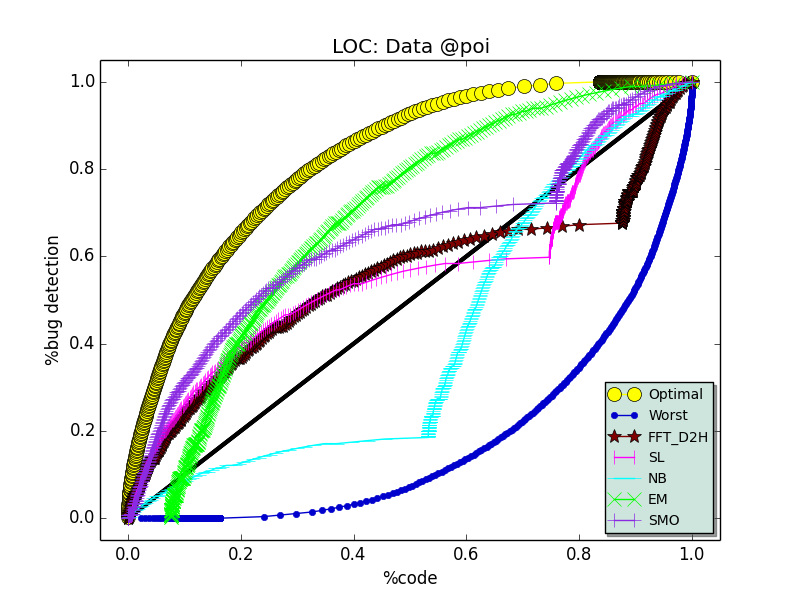 LOC: Data @poi
1.0
0.8
0.6
0.4
0.2
0.0
%bug detection
0.0 0.2 0.4 0.6 0.8 1.0
%code
Optimal
Worst
FFT_D2H
SL
NB
EM
SMO